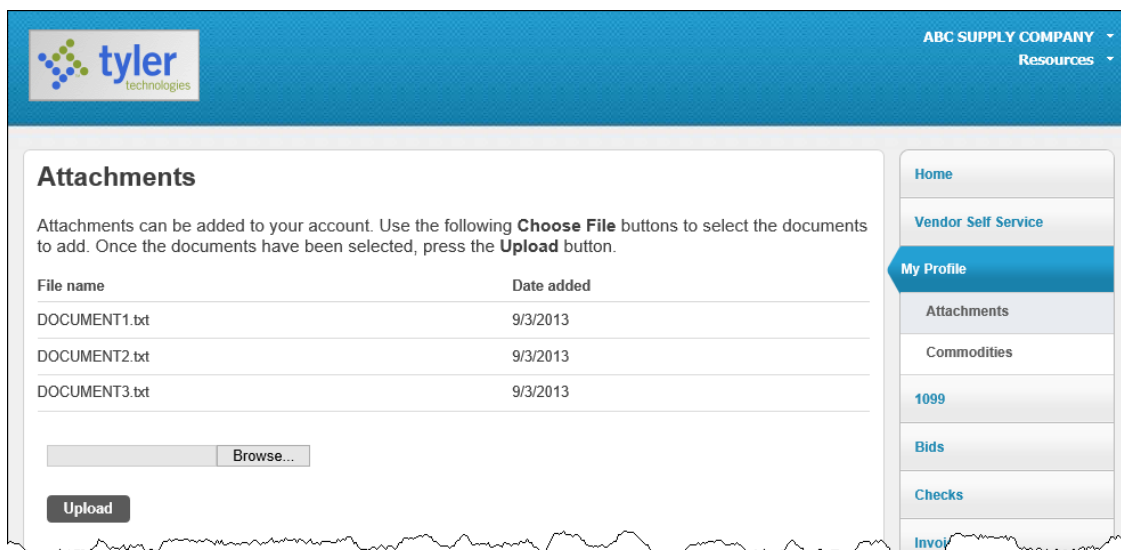 tyler
technologies
ABC SUPPLY COMPANY
Resources
Attachments
Attachments can be added to your account. Use the following Choose File buttons to select the documents
to add. Once the documents have been selected, press the Upload button.
File name Date added
DOCUMENT1.txt 9/3/2013
DOCUMENT2.txt 9/3/2013
DOCUMENT3.txt 9/3/2013
Browse...
Upload
Home
Vendor Self Service
My Profile
Attachments
Commodities
1099
Bids
Checks
Invoi